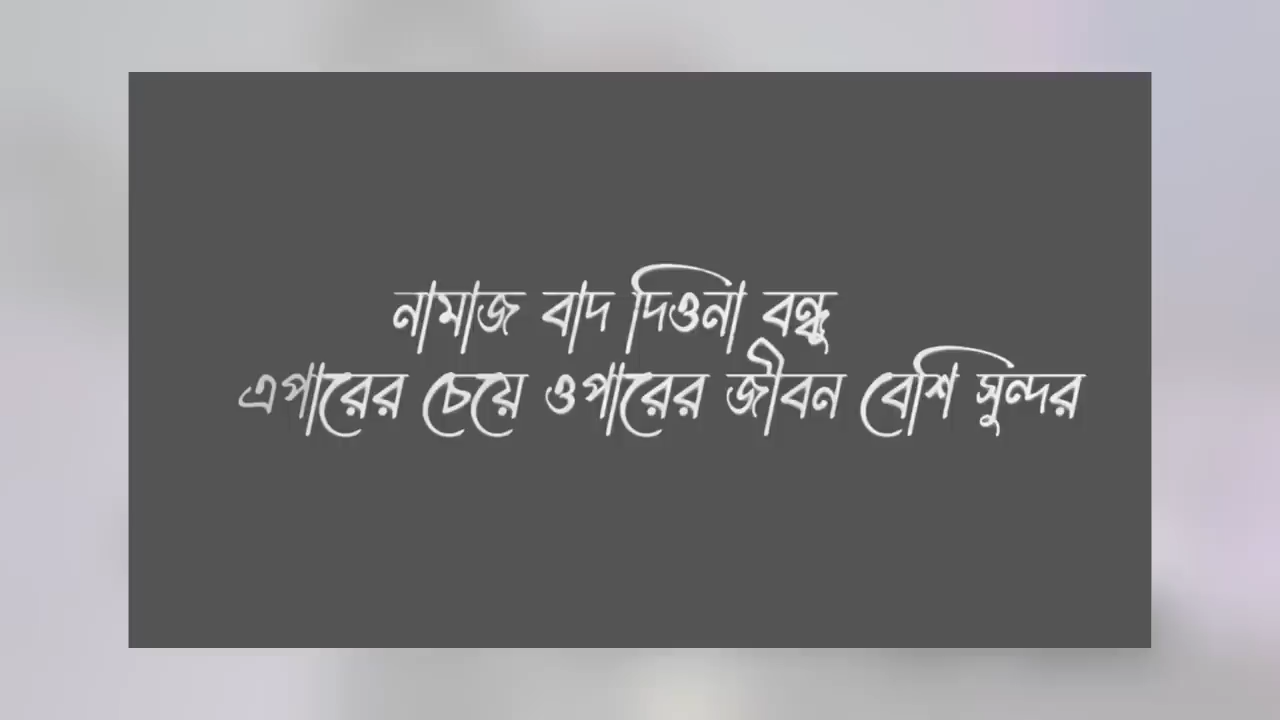 নামাজ বাদ দিওনা বন্ধু
এপারের চেয়ে ওপারের জীবন বেশি সুন্দর